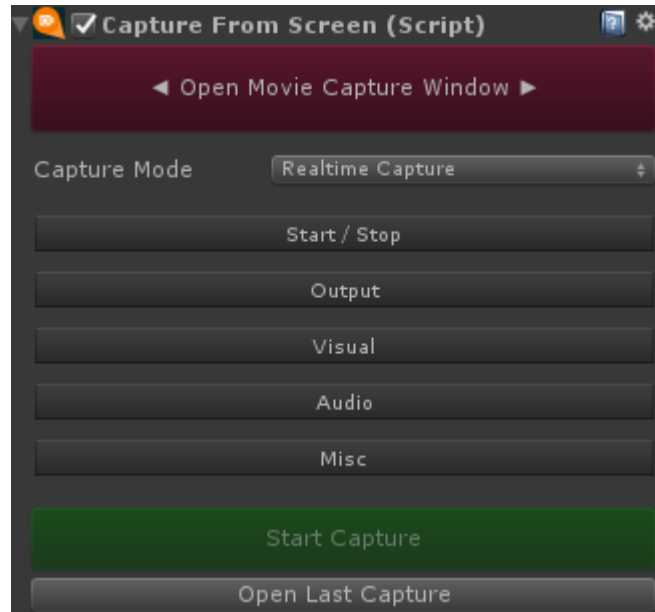 Capture From Screen (Script)
◄ Open Movie Capture Window ►
Capture Mode Realtime Capture
Start / Stop
Output
Visual
Audio
Misc
Start Capture
Open Last Capture